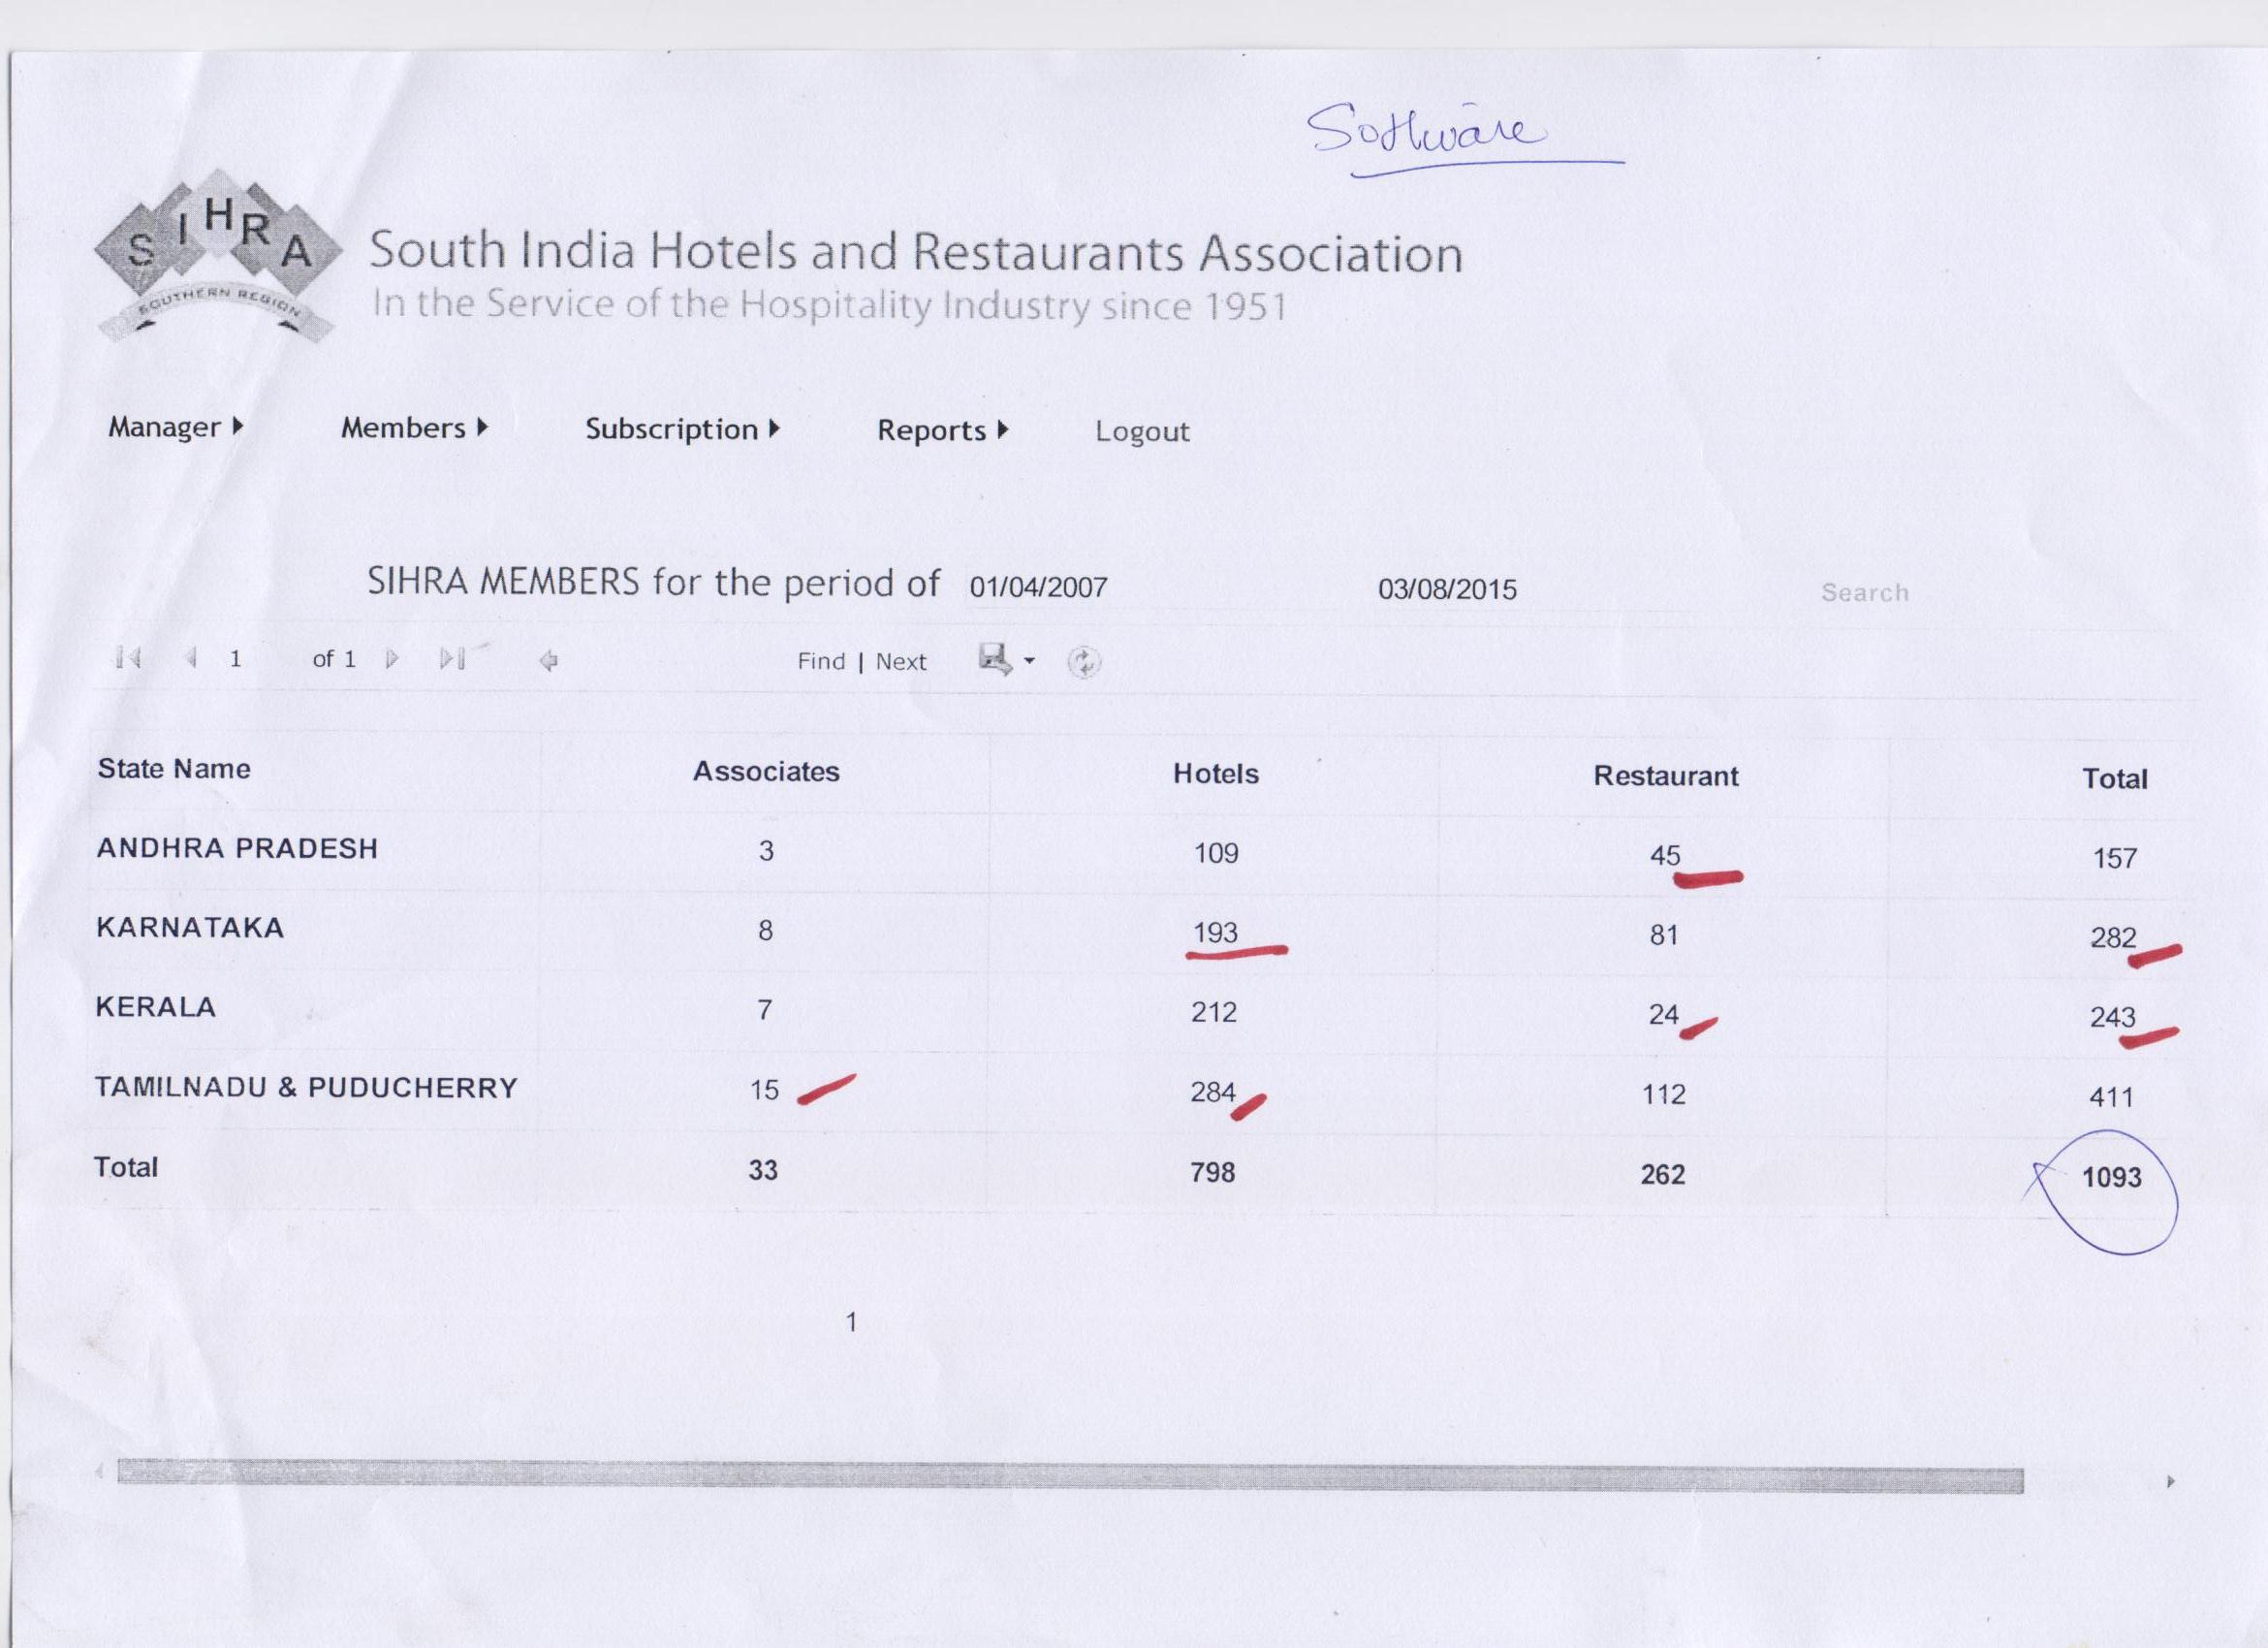 Software
S I H R A
SOUTHERN REGION
South India Hotels and Restaurants Association
In the Service of the Hospitality Industry since 1951
Manager Members Subscription Reports Logout
SIHRA MEMBERS for the period of 01/04/2007 03/08/2015 Search
1 of 1 Find | Next
State Name Associates Hotels Restaurant Total
ANDHRA PRADESH 3 109 45 157
KARNATAKA 8 193 81 282
KERALA 7 212 24 243
TAMILNADU & PUDUCHERRY 15 284 112 411
Total 33 798 262 1093
1